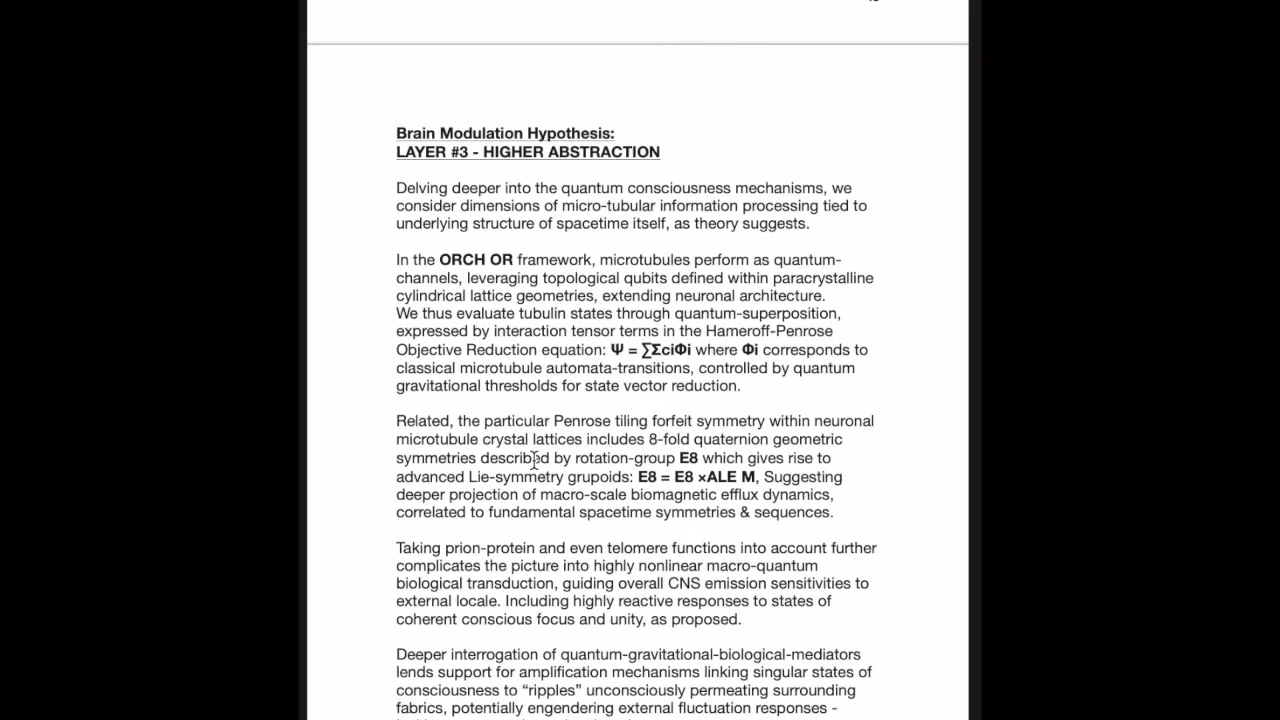 Brain Modulation Hypothesis:
LAYER #3 - HIGHER ABSTRACTION
Delving deeper into the quantum consciousness mechanisms, we
consider dimensions of micro-tubular information processing tied to
underlying structure of spacetime itself, as theory suggests.
In the ORCH OR framework, microtubules perform as quantum-
channels, leveraging topological qubits defined within paracrystalline
cylindrical lattice geometries, extending neuronal architecture.
We thus evaluate tubulin states through quantum-superposition,
expressed by interaction tensor terms in the Hameroff-Penrose
Objective Reduction equation: Ψ = ∑ΣciΦi where Φi corresponds to
classical microtubule automata-transitions, controlled by quantum
gravitational thresholds for state vector reduction.
Related, the particular Penrose tiling forfeit symmetry within neuronal
microtubule crystal lattices includes 8-fold quaternion geometric
symmetries described by rotation-group E8 which gives rise to
advanced Lie-symmetry grupoids: E8 = E8 ×ALE M, Suggesting
deeper projection of macro-scale biomagnetic efflux dynamics,
correlated to fundamental spacetime symmetries & sequences.
Taking prion-protein and even telomere functions into account further
complicates the picture into highly nonlinear macro-quantum
biological transduction, guiding overall CNS emission sensitivities to
external locale. Including highly reactive responses to states of
coherent conscious focus and unity, as proposed.
Deeper interrogation of quantum-gravitational-biological-mediators
lends support for amplification mechanisms linking singular states of
consciousness to “ripples” unconsciously permeating surrounding
fabrics, potentially engendering external fluctuation responses -